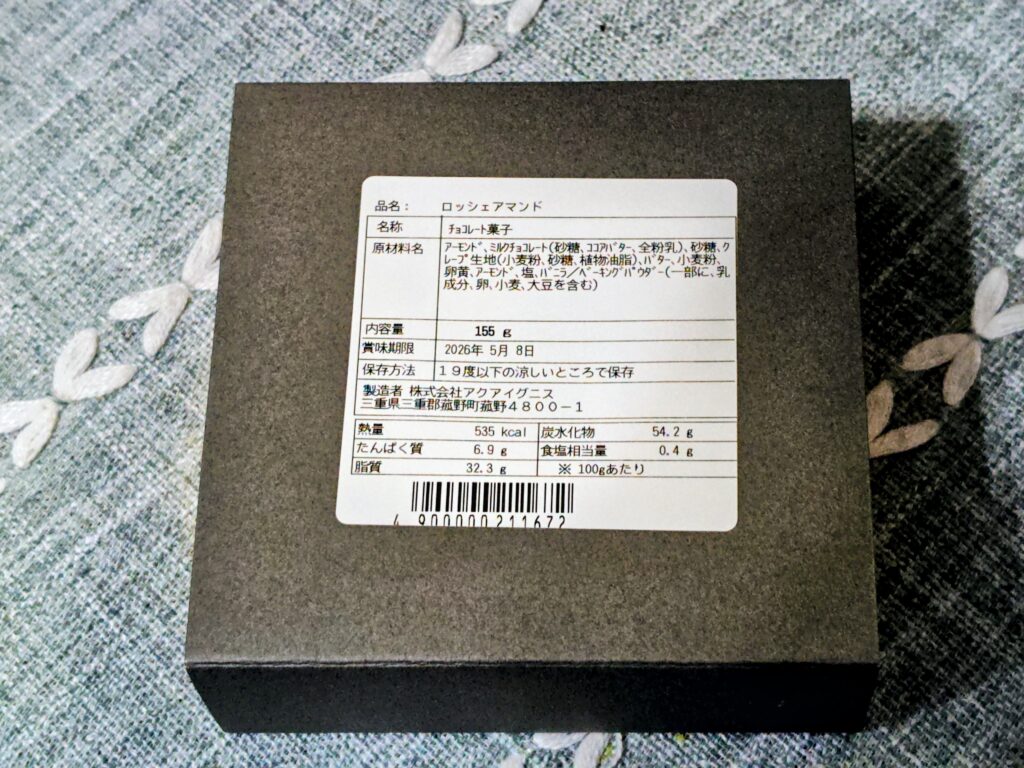 品名： ロッシェアマンド
名称 ﾁｮｺﾚｰﾄ菓子
原材料名 ｱｰﾓﾝﾄﾞ、ﾐﾙｸﾁｮｺﾚｰﾄ(砂糖、ｺｺｱﾊﾞﾀｰ、全粉乳)、砂糖、ｸ
ﾚｰﾌﾟ生地(小麦粉、砂糖、植物油脂)、ﾊﾞﾀｰ、小麦粉、
卵黄、ｱｰﾓﾝﾄﾞ、塩、ﾊﾞﾆﾗ／ﾍﾞｰｷﾝｸﾞﾊﾟｳﾀﾞｰ(一部に、乳
成分、卵、小麦、大豆を含む)
内容量 155 g
賞味期限 2026年 5月 8日
保存方法 １９度以下の涼しいところで保存
製造者 株式会社アクアイグニス
三重県三重郡菰野町菰野４８００－１
熱量 535 kcal 炭水化物 54.2 g
たんぱく質 6.9 g 食塩相当量 0.4 g
脂質 32.3 g ※ 100gあたり
4 900000 211672